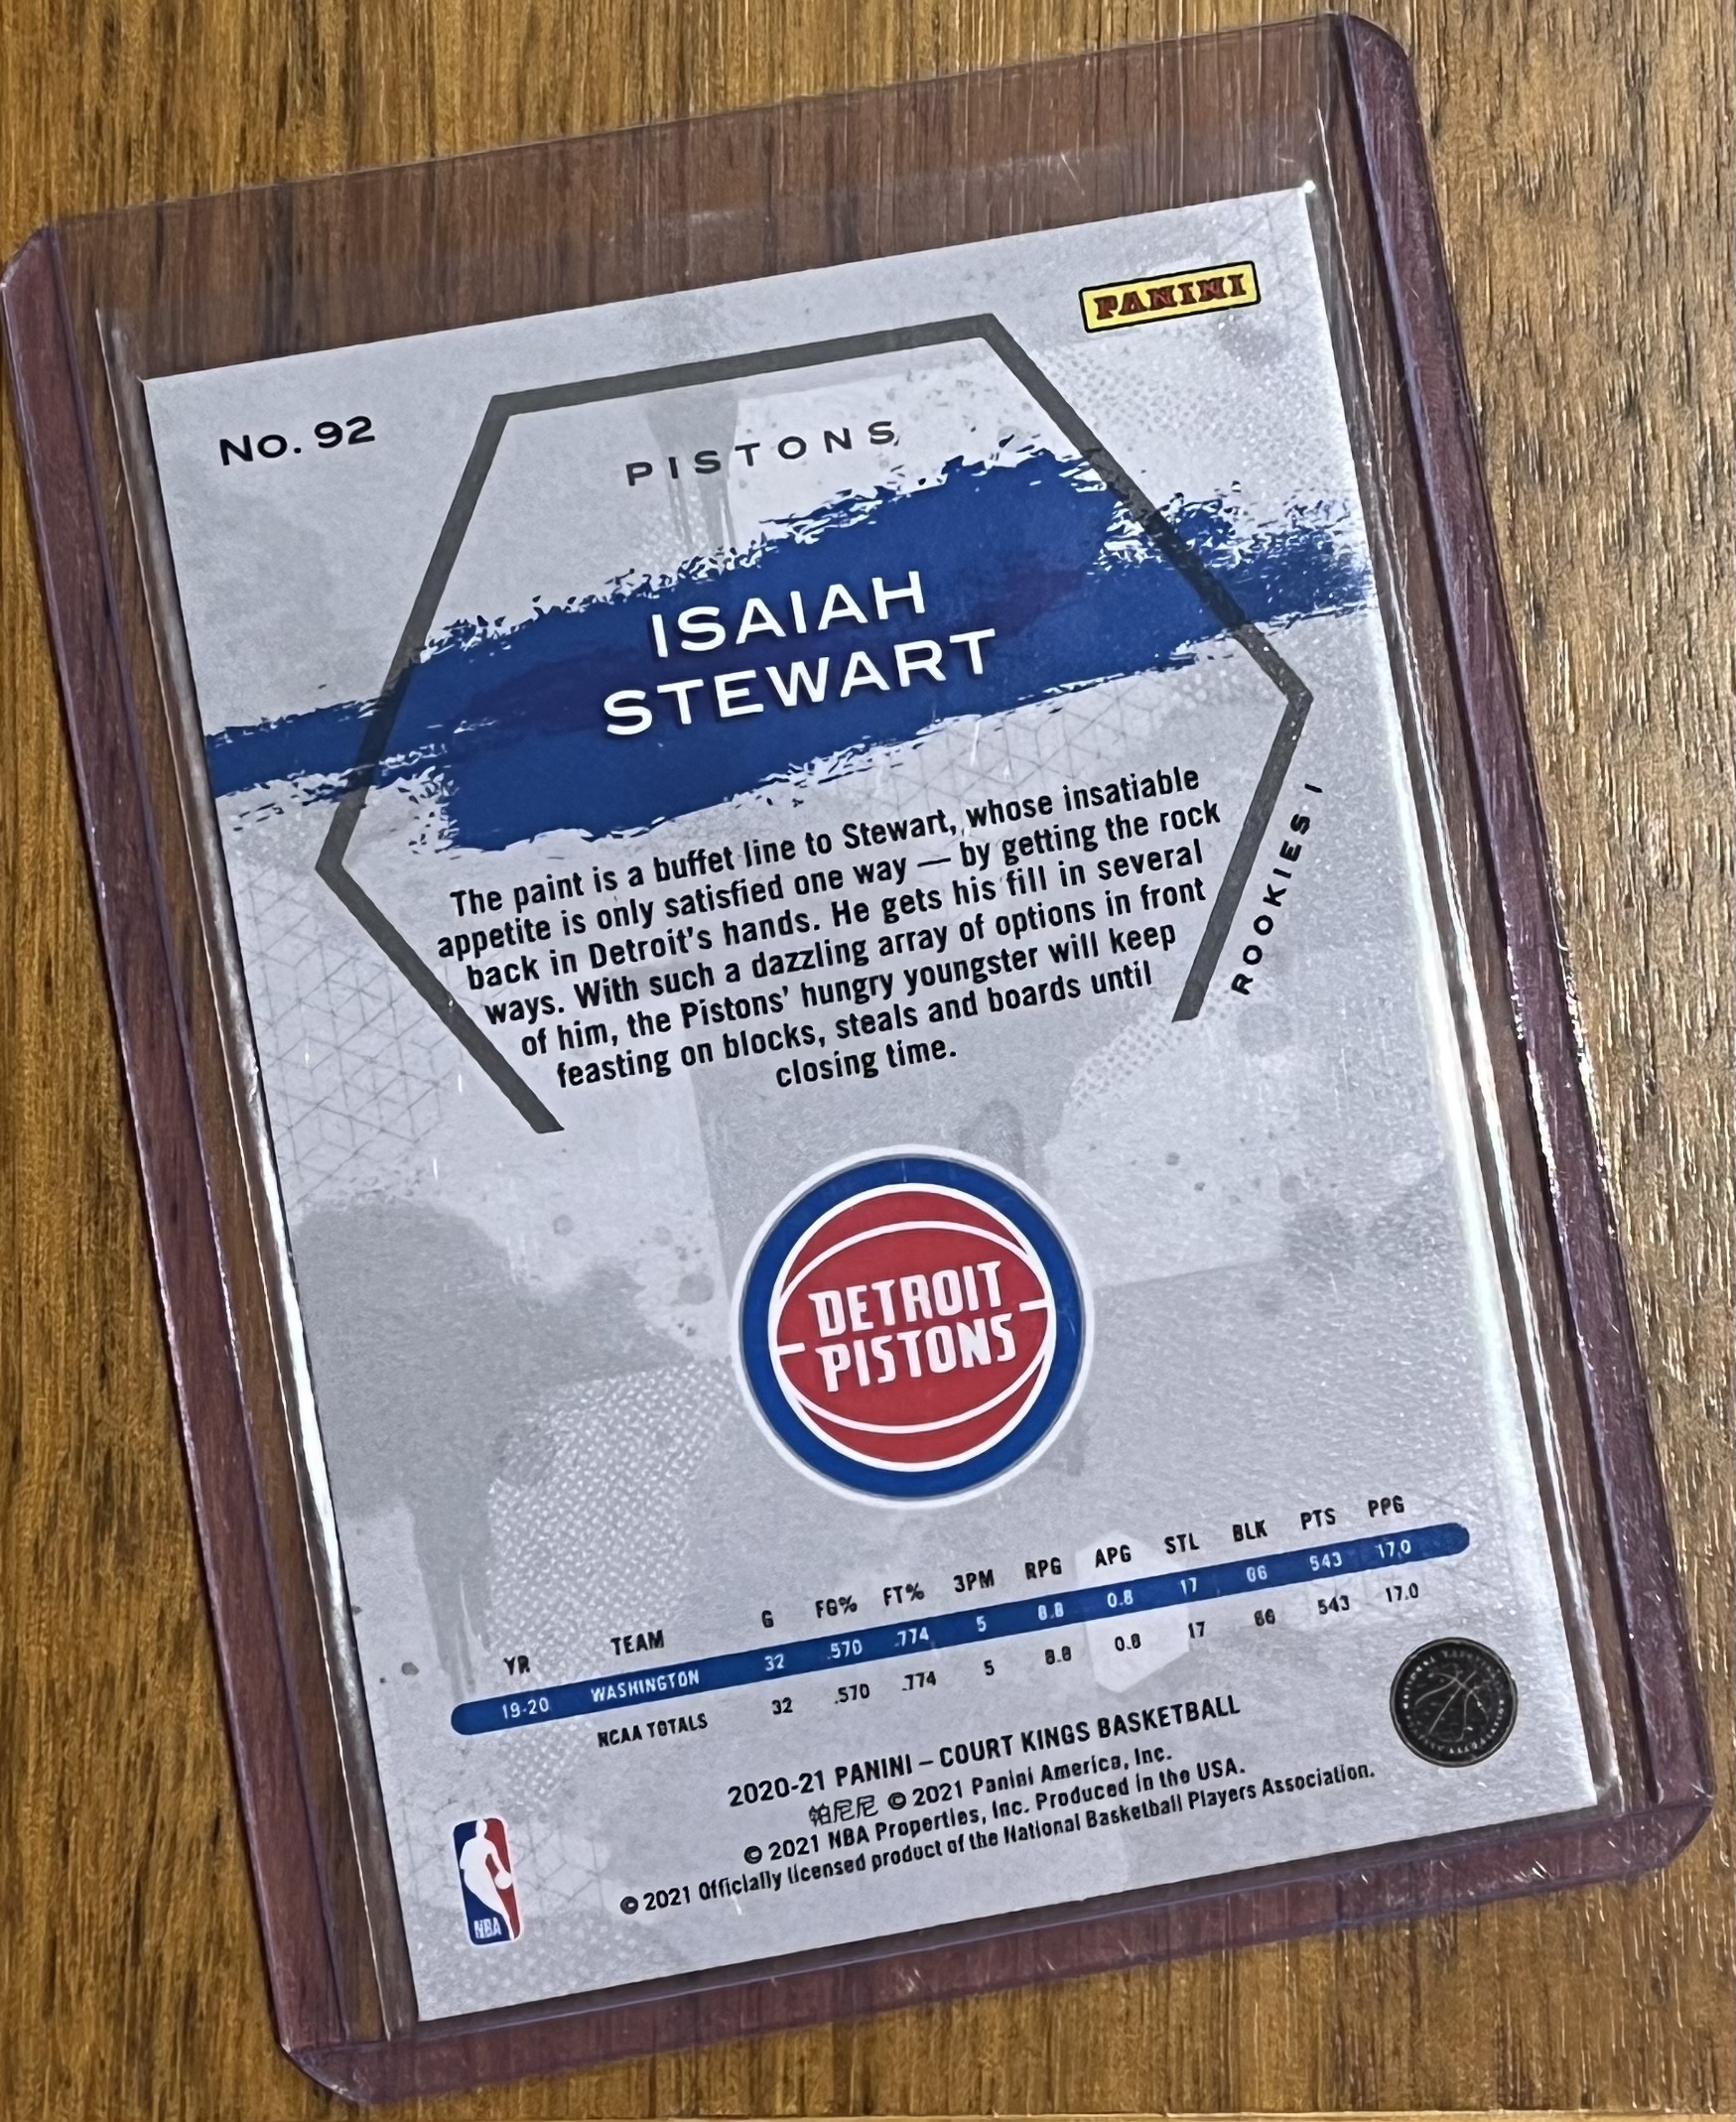 PANINI
No. 92
PISTONS
ISAIAH
STEWART
The paint is a buffet line to Stewart, whose insatiable
appetite is only satisfied one way — by getting the rock
back in Detroit's hands. He gets his fill in several
ways. With such a dazzling array of options in front
of him, the Pistons' hungry youngster will keep
feasting on blocks, steals and boards until
closing time.
ROOKIES I
DETROIT
PISTONS
YR TEAM G FG% FT% 3PM RPG APG STL BLK PTS PPG
19-20 WASHINGTON 32 .570 .774 5 8.8 0.8 17 66 543 17.0
NCAA TOTALS 32 .570 .774 5 8.8 0.8 17 66 543 17.0
2020-21 PANINI – COURT KINGS BASKETBALL
帕尼尼 © 2021 Panini America, Inc.
© 2021 NBA Properties, Inc. Produced in the USA.
© 2021 Officially licensed product of the National Basketball Players Association.
NBA